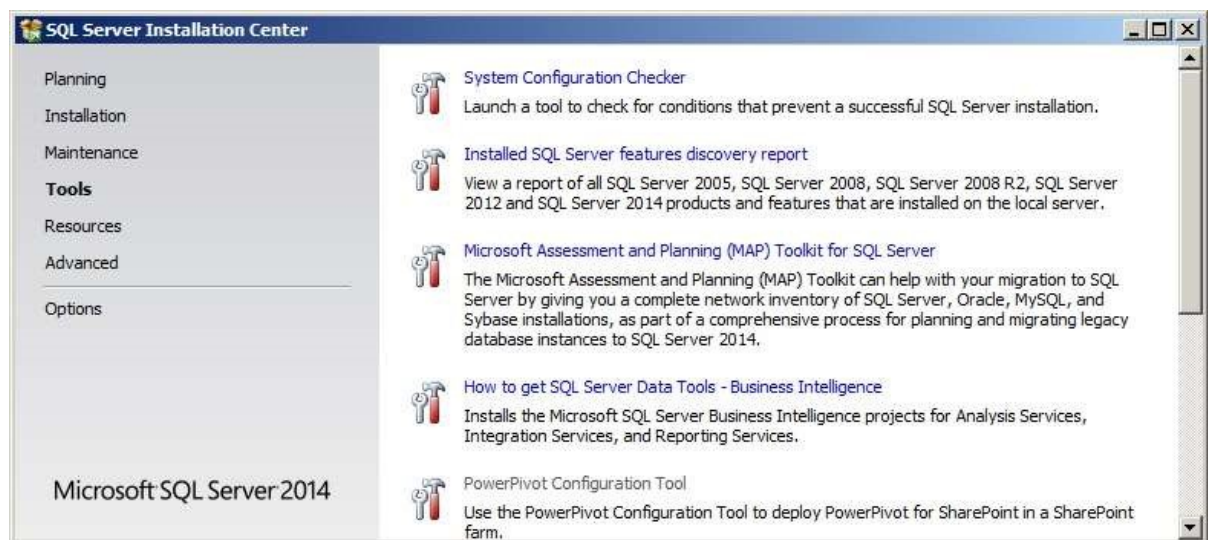 SQL Server Installation Center
Planning
Installation
Maintenance
Tools
Resources
Advanced
Options
Microsoft SQL Server 2014
System Configuration Checker
Launch a tool to check for conditions that prevent a successful SQL Server installation.
Installed SQL Server features discovery report
View a report of all SQL Server 2005, SQL Server 2008, SQL Server 2008 R2, SQL Server
2012 and SQL Server 2014 products and features that are installed on the local server.
Microsoft Assessment and Planning (MAP) Toolkit for SQL Server
The Microsoft Assessment and Planning (MAP) Toolkit can help with your migration to SQL
Server by giving you a complete network inventory of SQL Server, Oracle, MySQL, and
Sybase installations, as part of a comprehensive process for planning and migrating legacy
database instances to SQL Server 2014.
How to get SQL Server Data Tools - Business Intelligence
Installs the Microsoft SQL Server Business Intelligence projects for Analysis Services,
Integration Services, and Reporting Services.
PowerPivot Configuration Tool
Use the PowerPivot Configuration Tool to deploy PowerPivot for SharePoint in a SharePoint
farm.